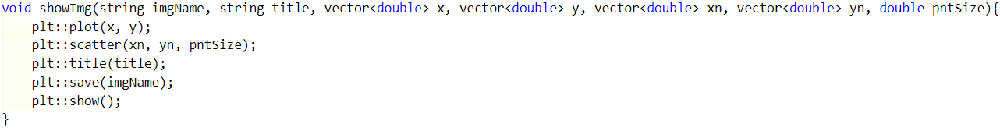 void showImg(string imgName, string title, vector<double> x, vector<double> y, vector<double> xn, vector<double> yn, double pntSize){
    plt::plot(x, y);
    plt::scatter(xn, yn, pntSize);
    plt::title(title);
    plt::save(imgName);
    plt::show();
}